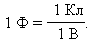 1 Ф = 1 Кл / 1 В.